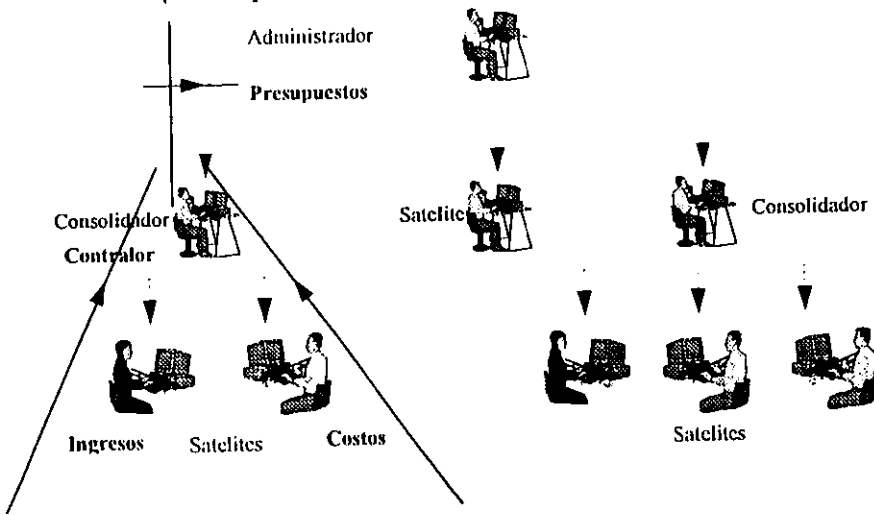 Administrador
Presupuestos
Consolidador
Contralor
Satelite
Consolidador
Ingresos
Satelites
Costos
Satelites